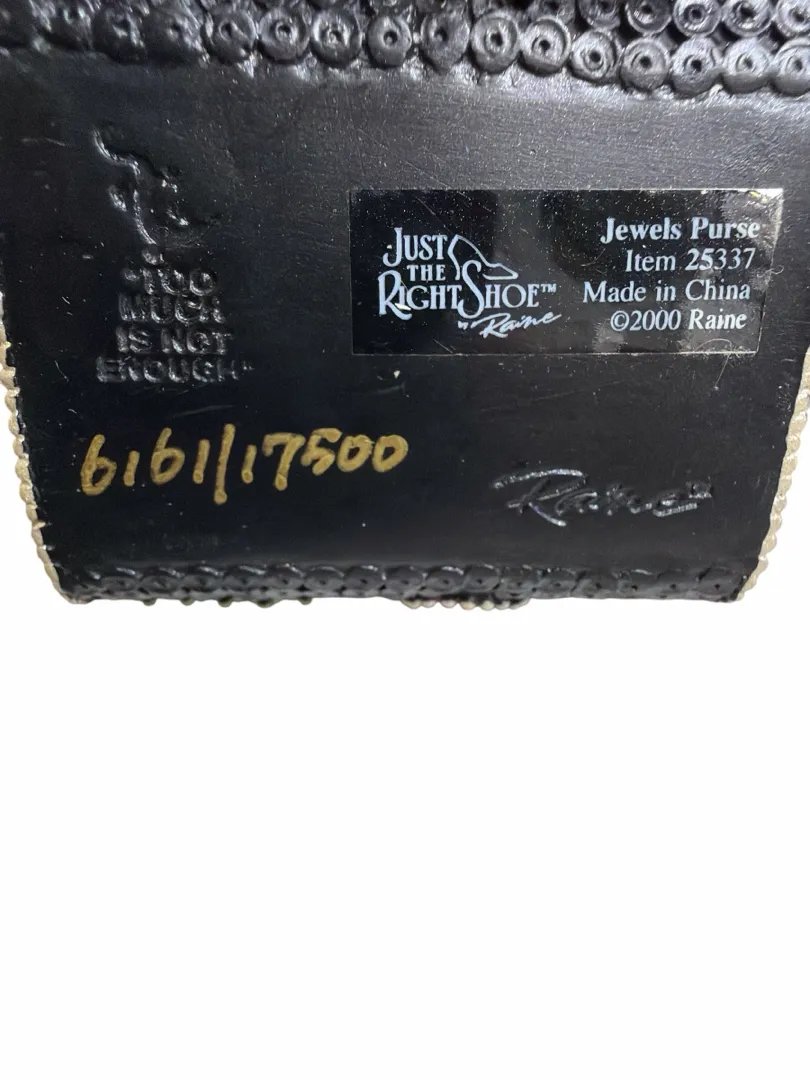 "TOO
MUCH
IS NOT
ENOUGH"
JUST
THE
RIGHT SHOE™
by Raine
Jewels Purse
Item 25337
Made in China
©2000 Raine
6161/17500
Raine™